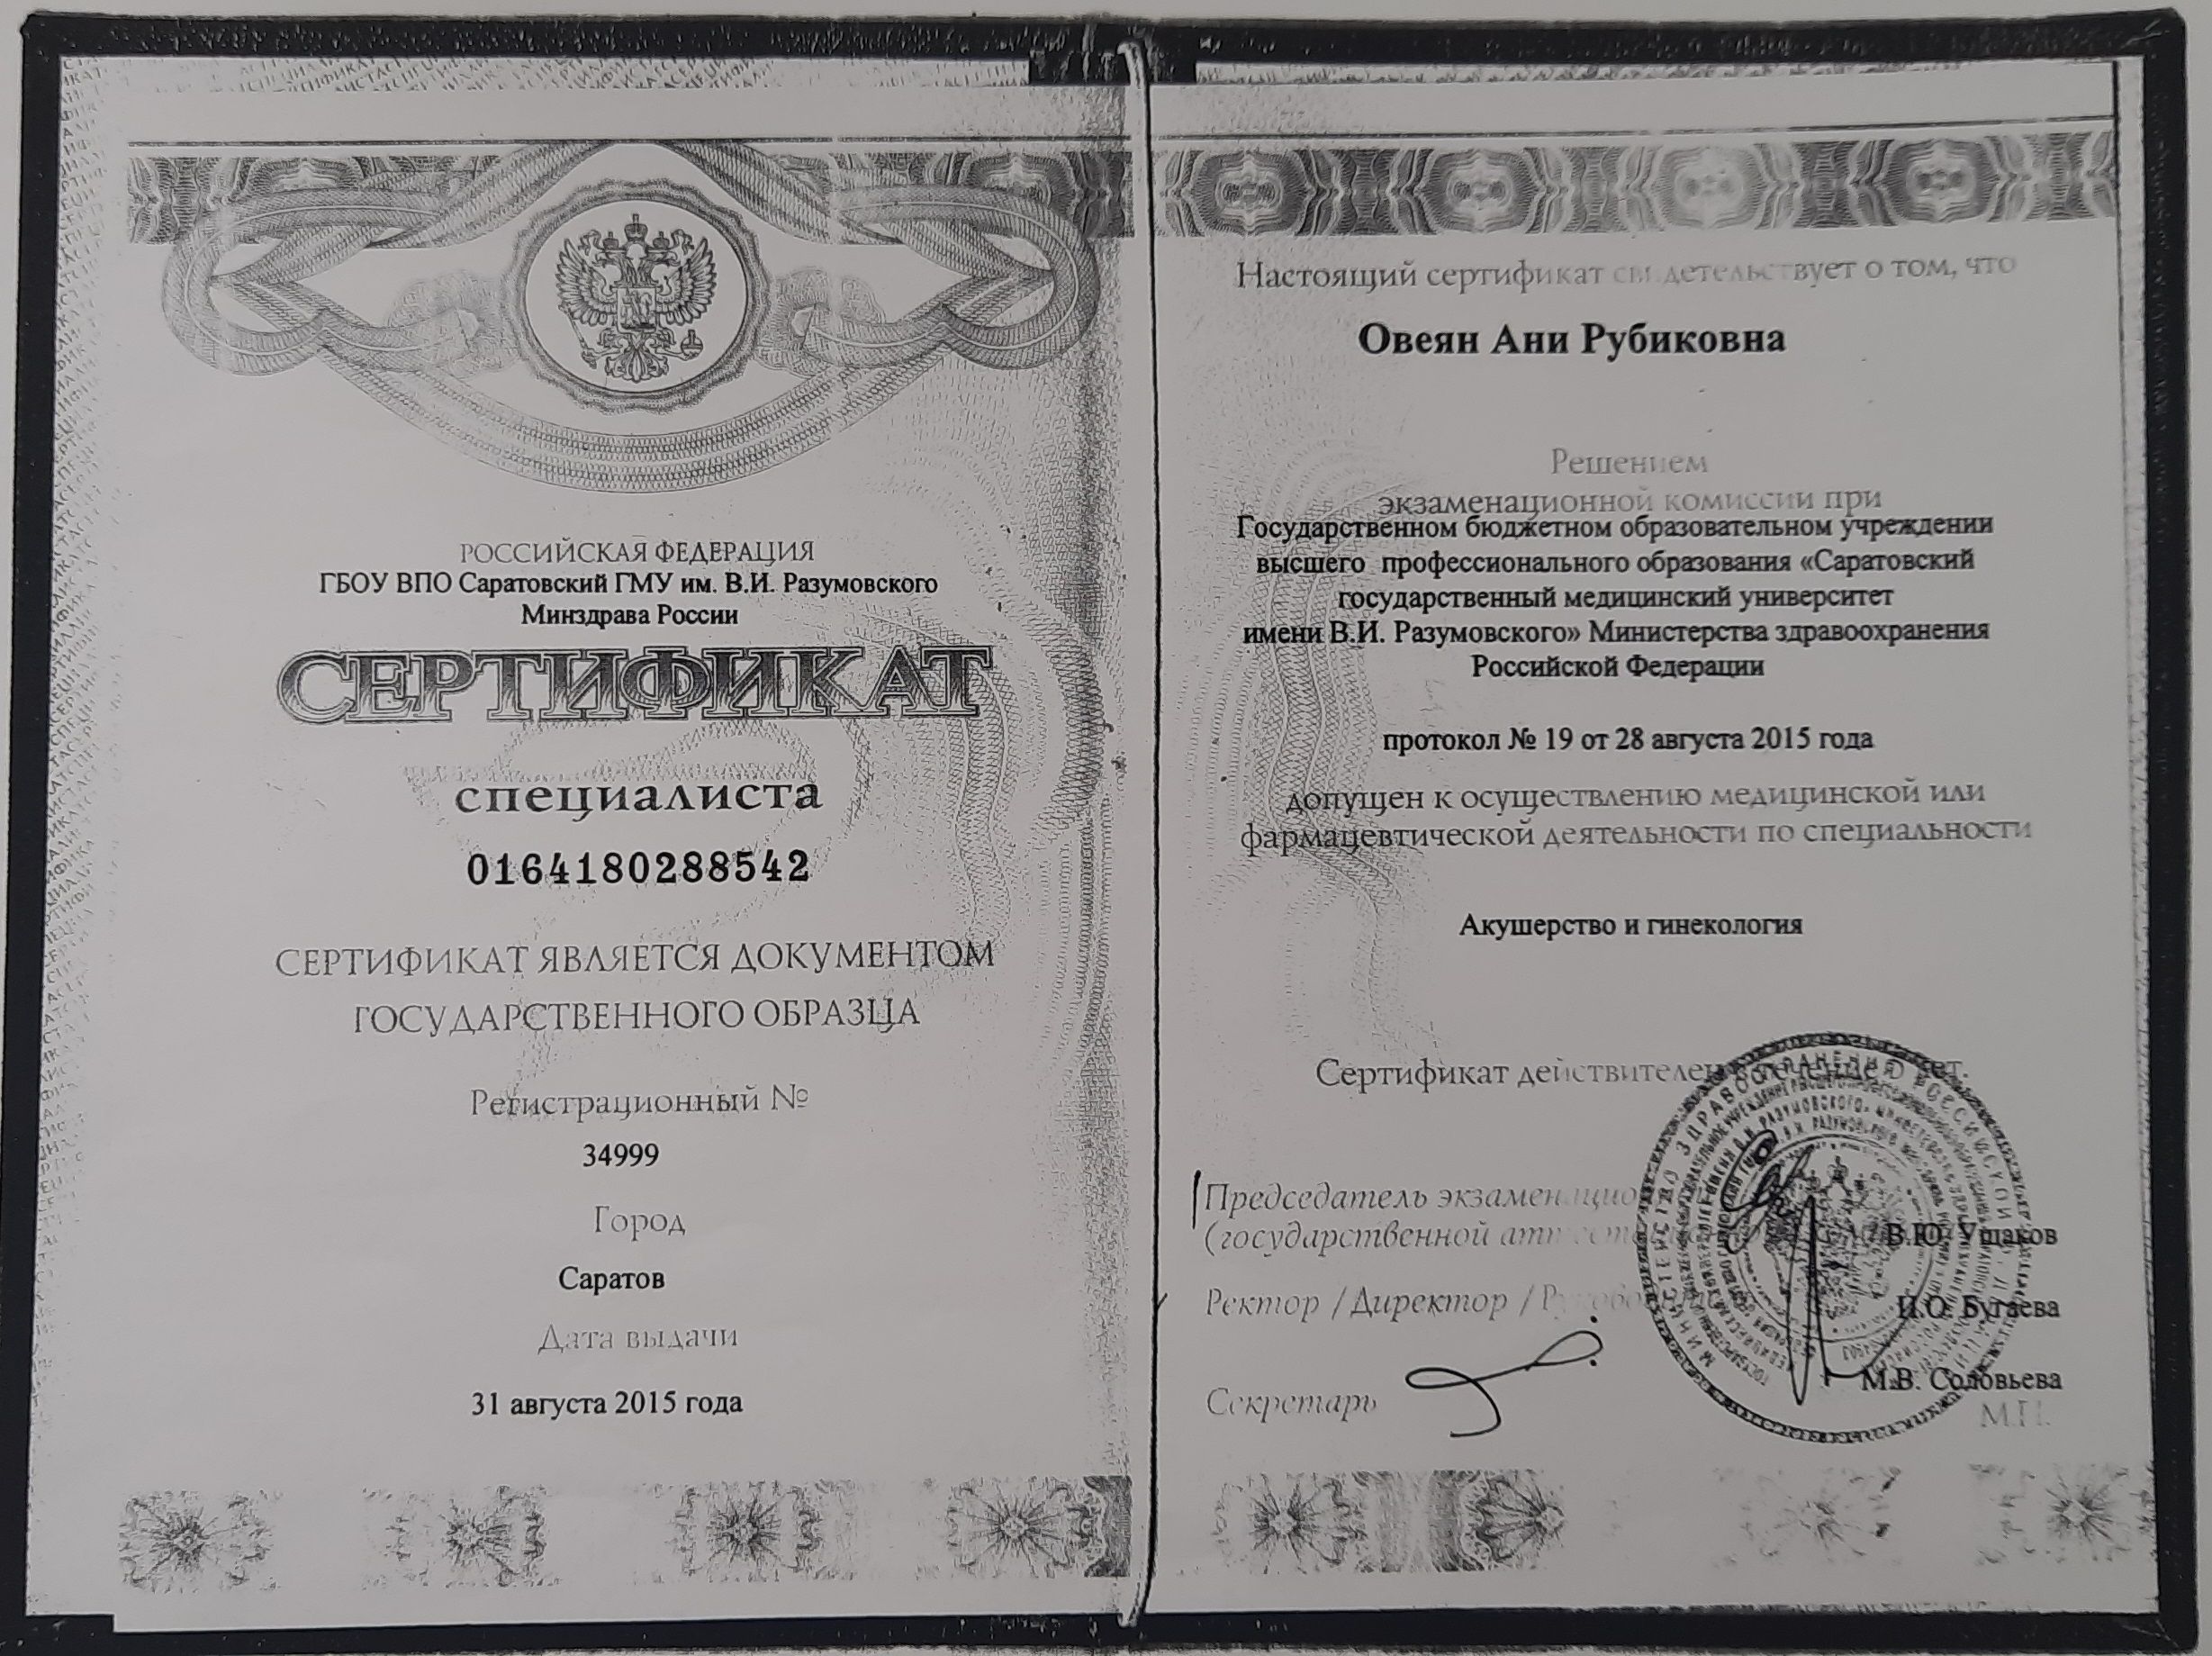 РОССИЙСКАЯ ФЕДЕРАЦИЯ
ГБОУ ВПО Саратовский ГМУ им. В.И. Разумовского
Минздрава России
СЕРТИФИКАТ
специалиста
0164180288542
СЕРТИФИКАТ ЯВЛЯЕТСЯ ДОКУМЕНТОМ
ГОСУДАРСТВЕННОГО ОБРАЗЦА
Регистрационный №
34999
Город
Саратов
Дата выдачи
31 августа 2015 года
Настоящий сертификат свидетельствует о том, что
Овеян Ани Рубиковна
Решением
экзаменационной комиссии при
Государственном бюджетном образовательном учреждении
высшего профессионального образования «Саратовский
государственный медицинский университет
имени В.И. Разумовского» Министерства здравоохранения
Российской Федерации
протокол № 19 от 28 августа 2015 года
допущен к осуществлению медицинской или
фармацевтической деятельности по специальности
Акушерство и гинекология
Сертификат действителен
Председатель
(государственной
В.Ю. Ущаков
Ректор / Директор /
И.О. Бугаева
Секретарь
М.В. Соловьева
М.П.